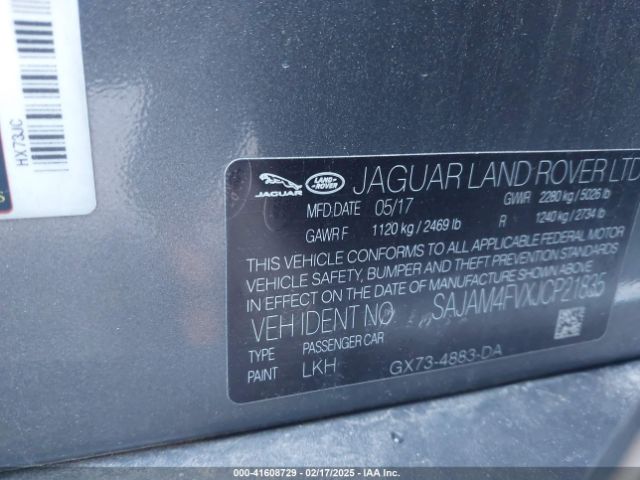 HX73JC
JAGUAR
LAND ROVER
JAGUAR LAND ROVER LTD
MFD:DATE 05/17 GVWR 2280 kg / 5026 lb
GAWR F 1120 kg / 2469 lb R 1240 kg / 2734 lb
THIS VEHICLE CONFORMS TO ALL APPLICABLE FEDERAL MOTOR
VEHICLE SAFETY, BUMPER AND THEFT PREVENTION STANDARDS
IN EFFECT ON THE DATE OF MANUFACTURE SHOWN ABOVE
VEH IDENT NO SAJAM4FVXJCP21835
TYPE PASSENGER CAR
PAINT LKH GX73-4883-DA
000-41608729 - 02/17/2025 - IAA Inc.